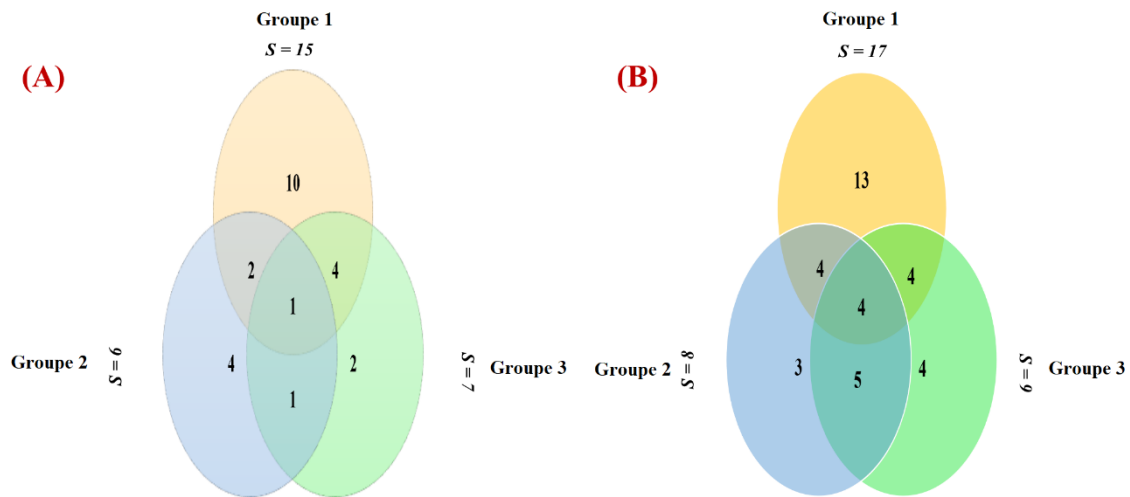 Groupe 1
S = 15
(A)
10
2
4
1
Groupe 2
S = 6
4
2
1
S = 7
Groupe 3
Groupe 1
S = 17
(B)
13
4
4
4
Groupe 2
S = 8
3
5
4
S = 9
Groupe 3